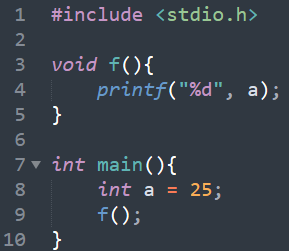 1 #include <stdio.h>
2
3 void f(){
4     printf("%d", a);
5 }
6
7 int main(){
8     int a = 25;
9     f();
10 }